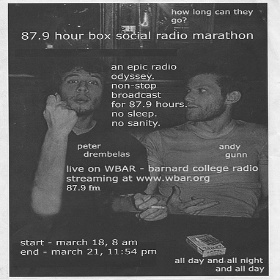 how long can they
go?
87.9 hour box social radio marathon
an epic radio
odyssey.
non-stop
broadcast
for 87.9 hours.
no sleep.
no sanity.
peter
drembelas
andy
gunn
live on WBAR - barnard college radio
streaming at www.wbar.org
87.9 fm
start - march 18, 8 am
end - march 21, 11:54 pm
all day and all night
and all day